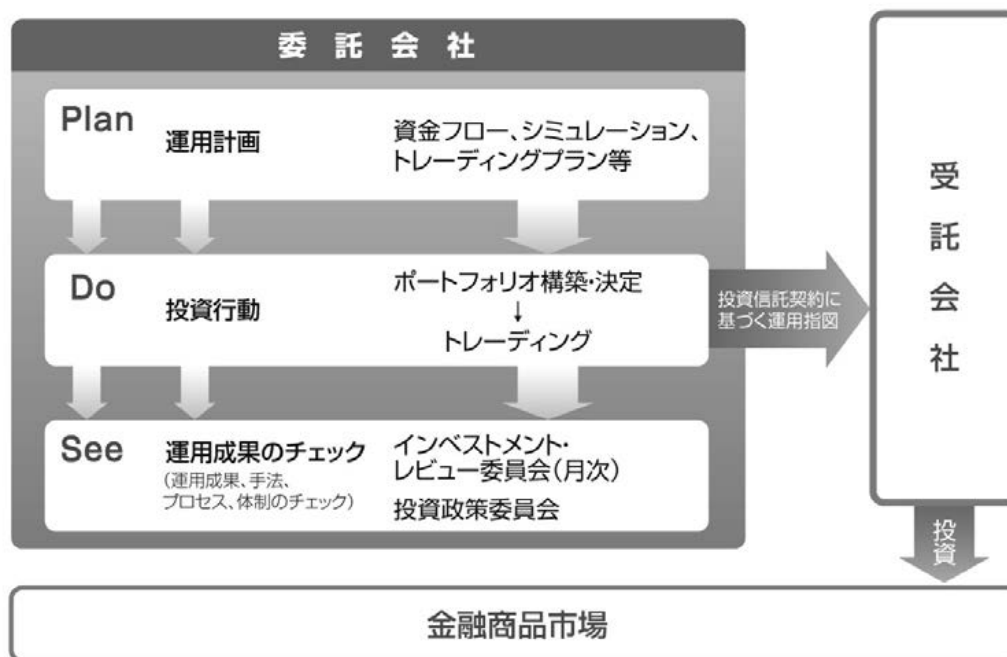 委託会社
Plan
運用計画
資金フロー、シミュレーション、
トレーディングプラン等
Do
投資行動
ポートフォリオ構築・決定
↓
トレーディング
投資信託契約に
基づく運用指図
See
運用成果のチェック
(運用成果、手法、
プロセス、体制のチェック)
インベストメント・
レビュー委員会(月次)
投資政策委員会
受託会社
投資
金融商品市場